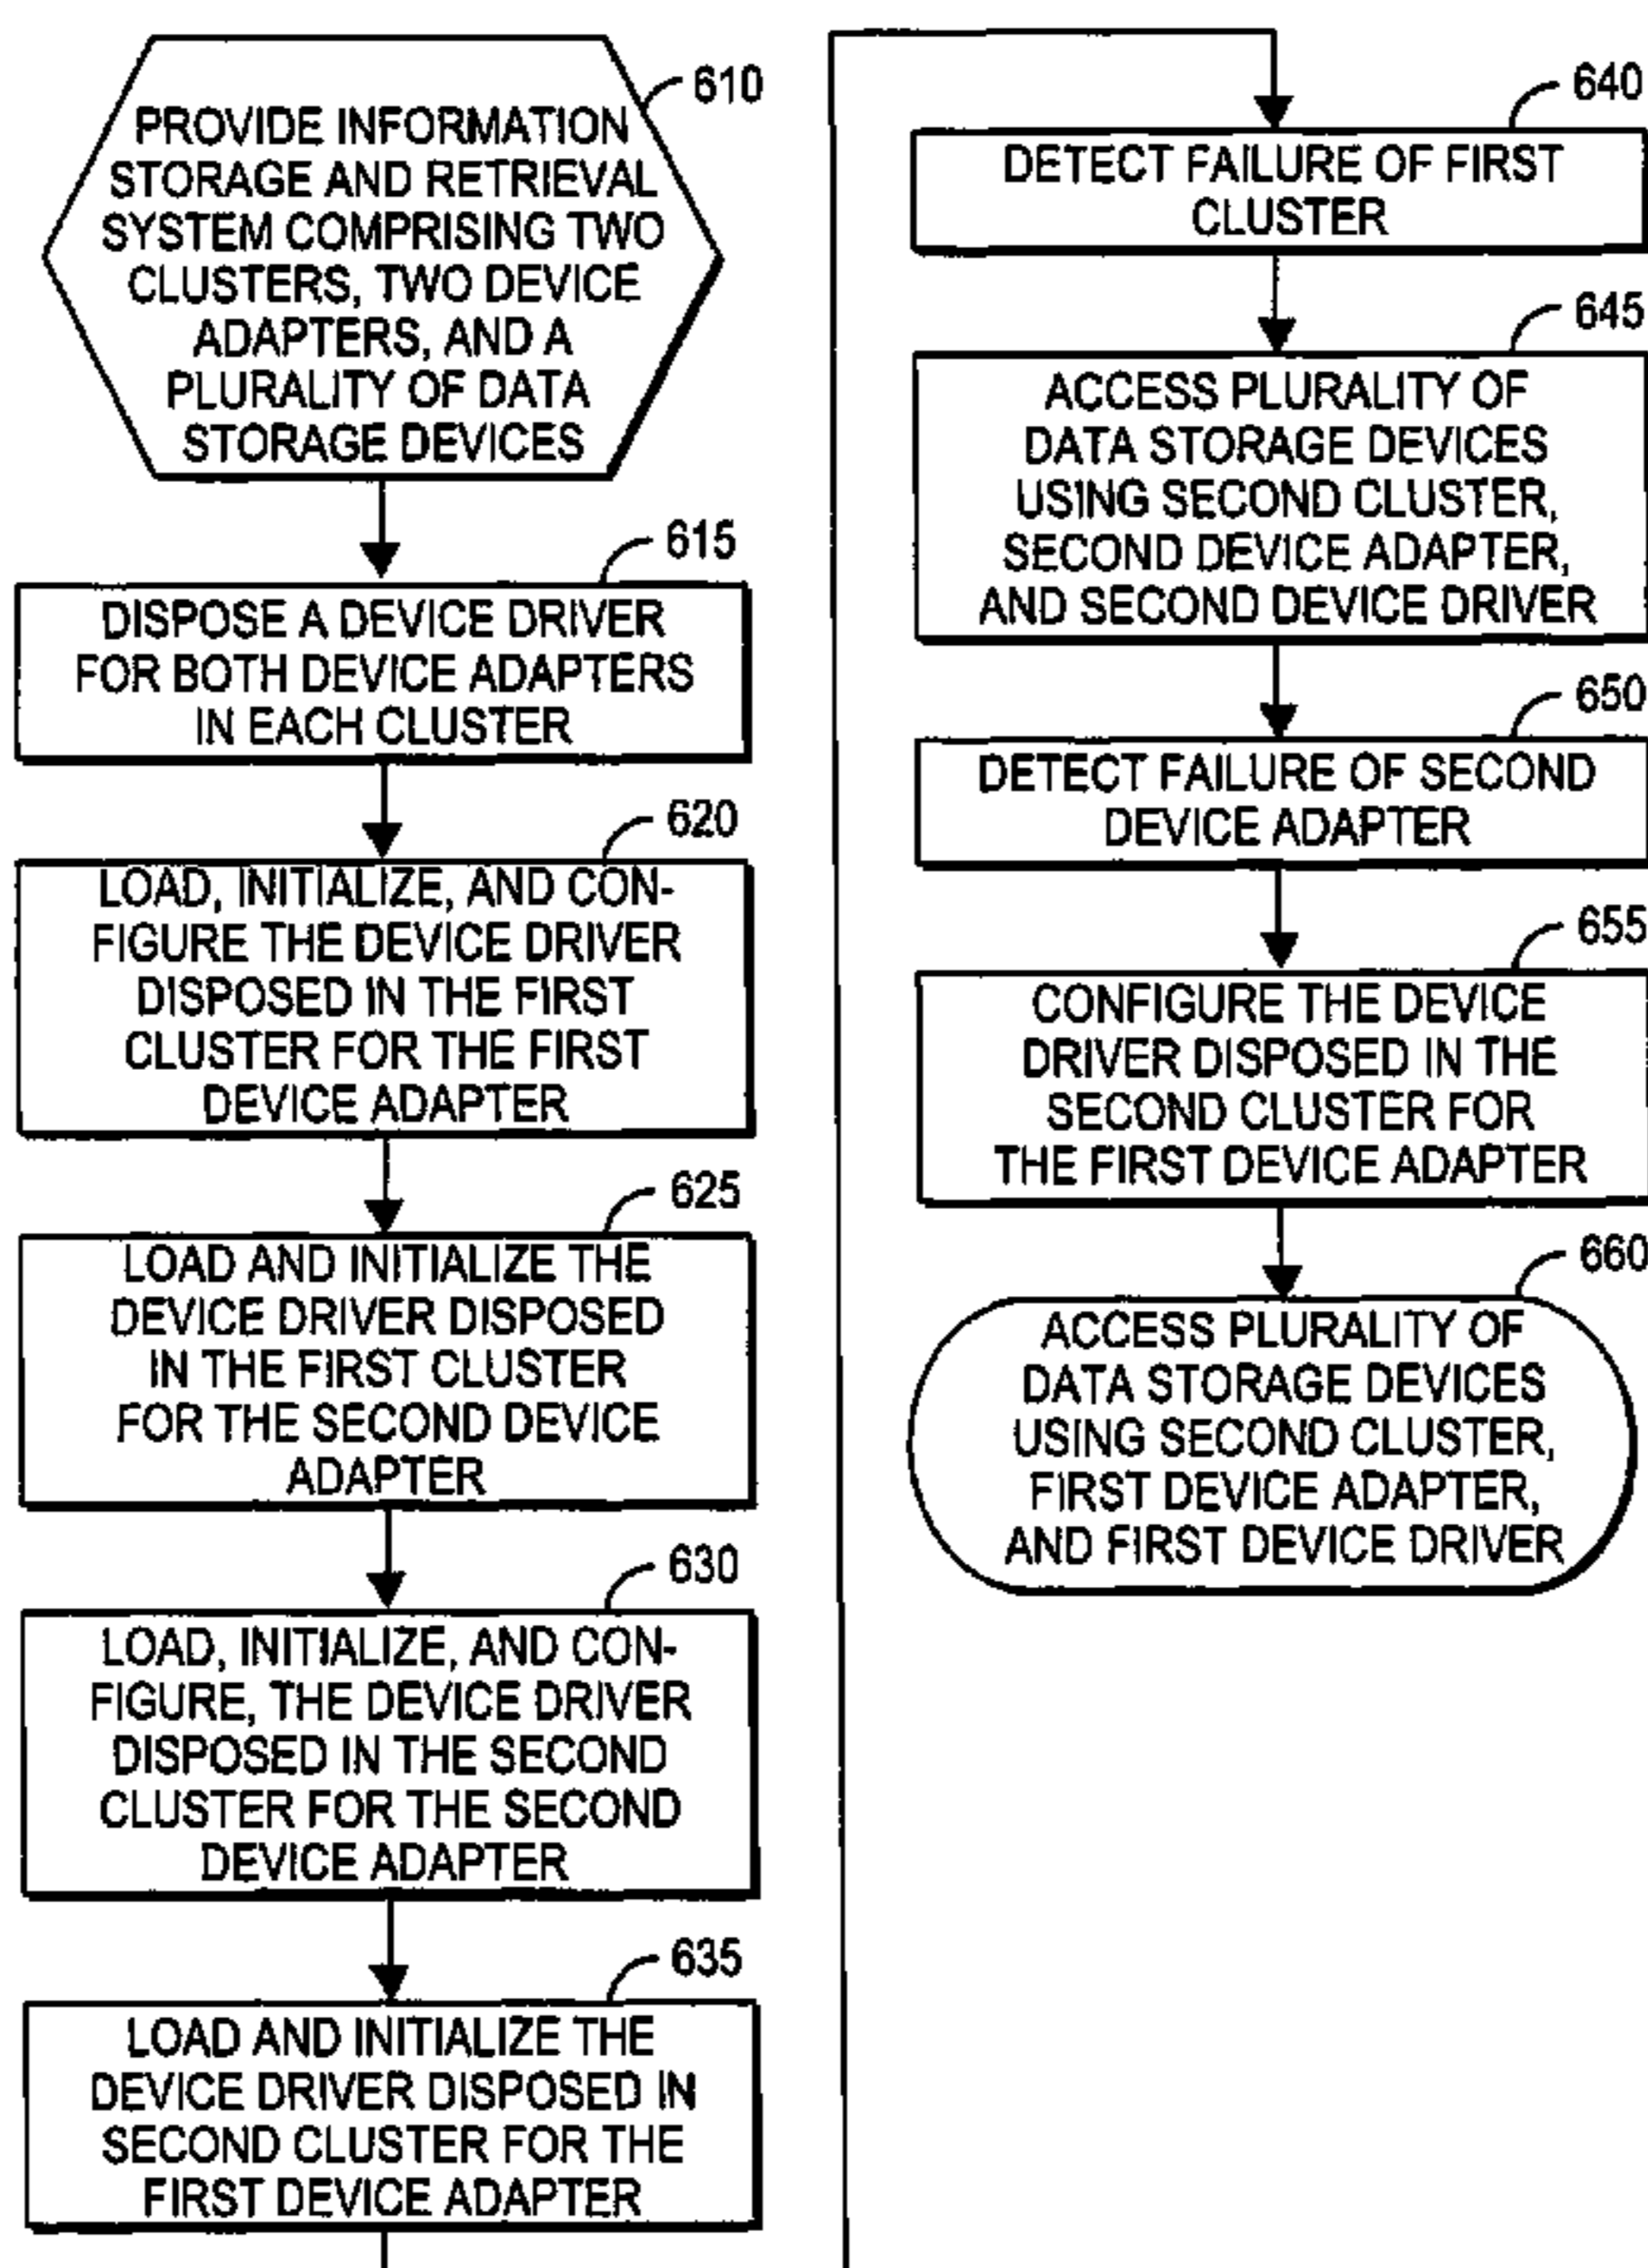 610
PROVIDE INFORMATION
STORAGE AND RETRIEVAL
SYSTEM COMPRISING TWO
CLUSTERS, TWO DEVICE
ADAPTERS, AND A
PLURALITY OF DATA
STORAGE DEVICES
615
DISPOSE A DEVICE DRIVER
FOR BOTH DEVICE ADAPTERS
IN EACH CLUSTER
620
LOAD, INITIALIZE, AND CON-
FIGURE THE DEVICE DRIVER
DISPOSED IN THE FIRST
CLUSTER FOR THE FIRST
DEVICE ADAPTER
625
LOAD AND INITIALIZE THE
DEVICE DRIVER DISPOSED
IN THE FIRST CLUSTER
FOR THE SECOND DEVICE
ADAPTER
630
LOAD, INITIALIZE, AND CON-
FIGURE, THE DEVICE DRIVER
DISPOSED IN THE SECOND
CLUSTER FOR THE SECOND
DEVICE ADAPTER
635
LOAD AND INITIALIZE THE
DEVICE DRIVER DISPOSED IN
SECOND CLUSTER FOR THE
FIRST DEVICE ADAPTER
640
DETECT FAILURE OF FIRST
CLUSTER
645
ACCESS PLURALITY OF
DATA STORAGE DEVICES
USING SECOND CLUSTER,
SECOND DEVICE ADAPTER,
AND SECOND DEVICE DRIVER
650
DETECT FAILURE OF SECOND
DEVICE ADAPTER
655
CONFIGURE THE DEVICE
DRIVER DISPOSED IN THE
SECOND CLUSTER FOR
THE FIRST DEVICE ADAPTER
660
ACCESS PLURALITY OF
DATA STORAGE DEVICES
USING SECOND CLUSTER,
FIRST DEVICE ADAPTER,
AND FIRST DEVICE DRIVER